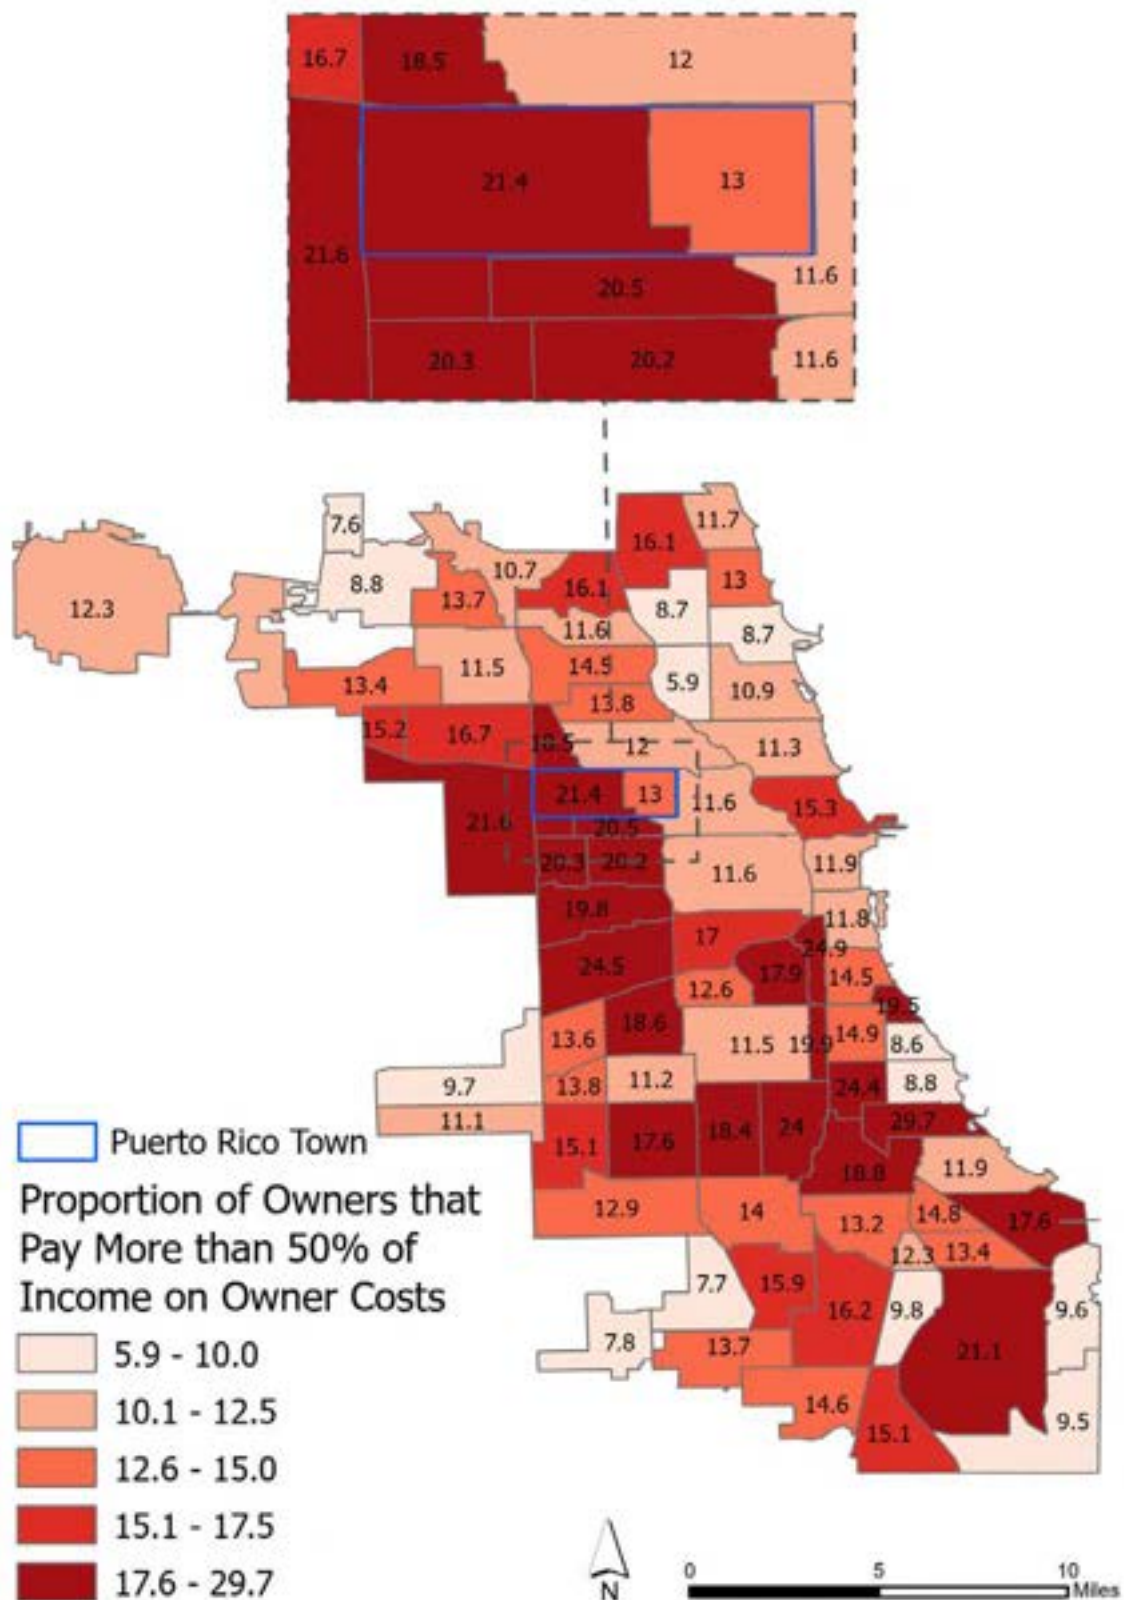 16.7 18.5 12
21.4 13
21.6 11.6
20.5
20.3 20.2 11.6
7.6 11.7
16.1
10.7
8.8 16.1 13
12.3 13.7 8.7
11.6 8.7
11.5 14.5
13.4 5.9 10.9
13.8
15.2 16.7 18.5 12 11.3
21.4 13 11.6 15.3
21.6 20.5
20.3 20.2 11.6 11.9
19.8 11.8
17 24.9
24.5 17.9 14.5
12.6 19.5
18.6
13.6 11.5 19.9 14.9 8.6
9.7 13.8 11.2 24.4 8.8
11.1 29.7
15.1 17.6 18.4 24
18.8 11.9
12.9 14 13.2 14.8 17.6
12.3 13.4
7.7 15.9 16.2 9.8 9.6
7.8 13.7 21.1
14.6 9.5
15.1
Puerto Rico Town
Proportion of Owners that
Pay More than 50% of
Income on Owner Costs
5.9 - 10.0
10.1 - 12.5
12.6 - 15.0
15.1 - 17.5
17.6 - 29.7
N
0 5 10
Miles